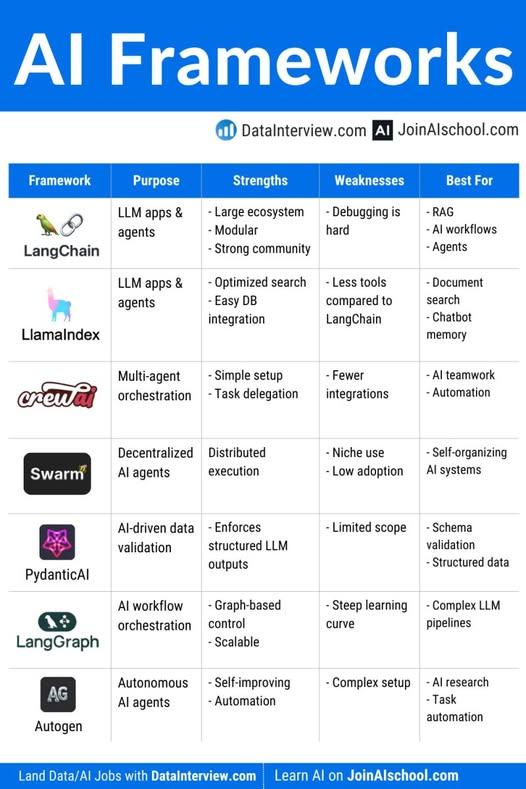 AI Frameworks
DataInterview.com AI JoinAIschool.com
Framework Purpose Strengths Weaknesses Best For
LangChain
LLM apps &
agents
- Large ecosystem
- Modular
- Strong community
- Debugging is
hard
- RAG
- AI workflows
- Agents
LlamaIndex
LLM apps &
agents
- Optimized search
- Easy DB
integration
- Less tools
compared to
LangChain
- Document
search
- Chatbot
memory
crewai
Multi-agent
orchestration
- Simple setup
- Task delegation
- Fewer
integrations
- AI teamwork
- Automation
Swarm
Decentralized
AI agents
Distributed
execution
- Niche use
- Low adoption
- Self-organizing
AI systems
PydanticAI
AI-driven data
validation
- Enforces
structured LLM
outputs
- Limited scope
- Schema
validation
- Structured data
LangGraph
AI workflow
orchestration
- Graph-based
control
- Scalable
- Steep learning
curve
- Complex LLM
pipelines
AG
Autogen
Autonomous
AI agents
- Self-improving
- Automation
- Complex setup
- AI research
- Task
automation
Land Data/AI Jobs with DataInterview.com
Learn AI on JoinAIschool.com